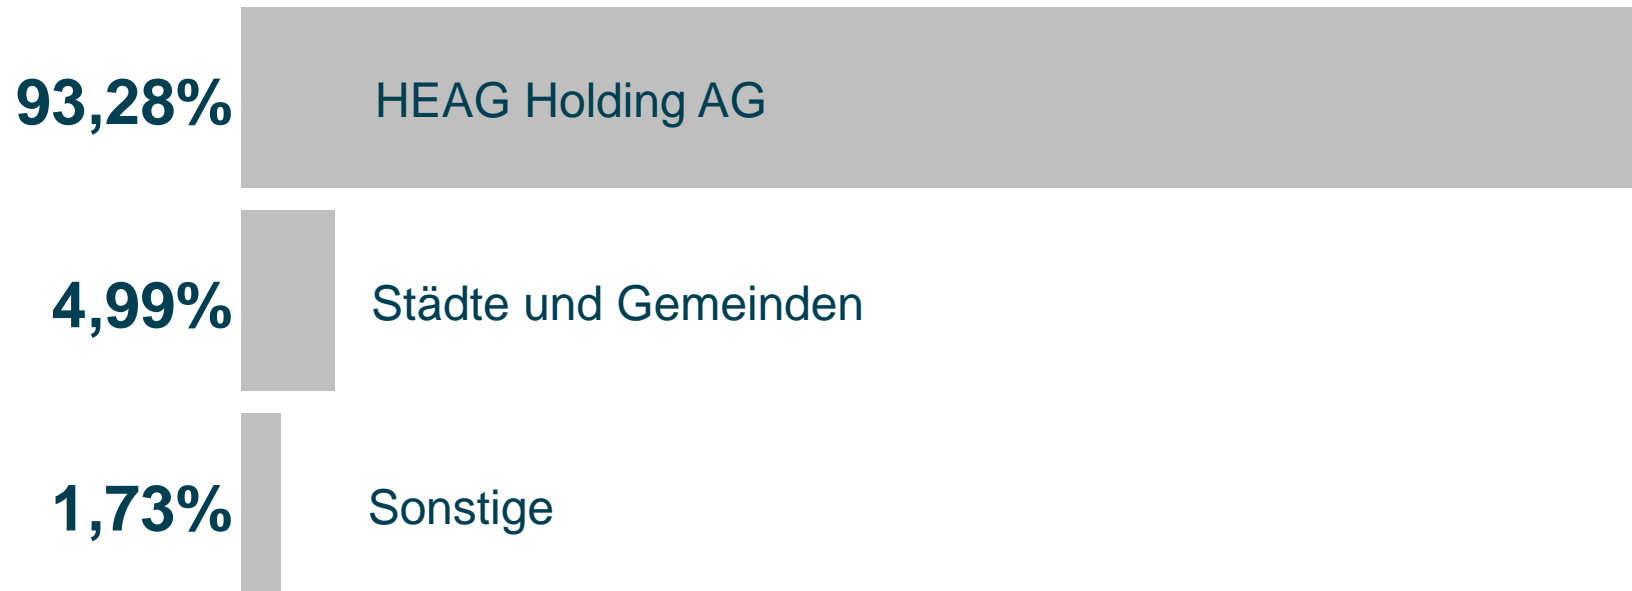 93,28% HEAG Holding AG
4,99% Städte und Gemeinden
1,73% Sonstige